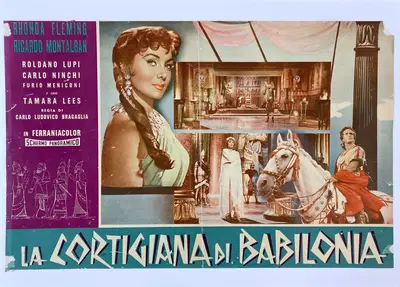 RHONDA FLEMING
RICARDO MONTALBAN
ROLDANO LUPI
CARLO NINCHI
FURIO MENICONI
E CON
TAMARA LEES
REGIA DI
CARLO LUDOVICO BRAGAGLIA
IN FERRANIACOLOR
SCHERMO PANORAMICO
LA CORTIGIANA DI BABILONIA